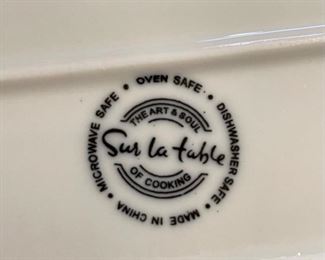 • MICROWAVE SAFE • OVEN SAFE • DISHWASHER SAFE • MADE IN CHINA
THE ART & SOUL
Sur la table
OF COOKING